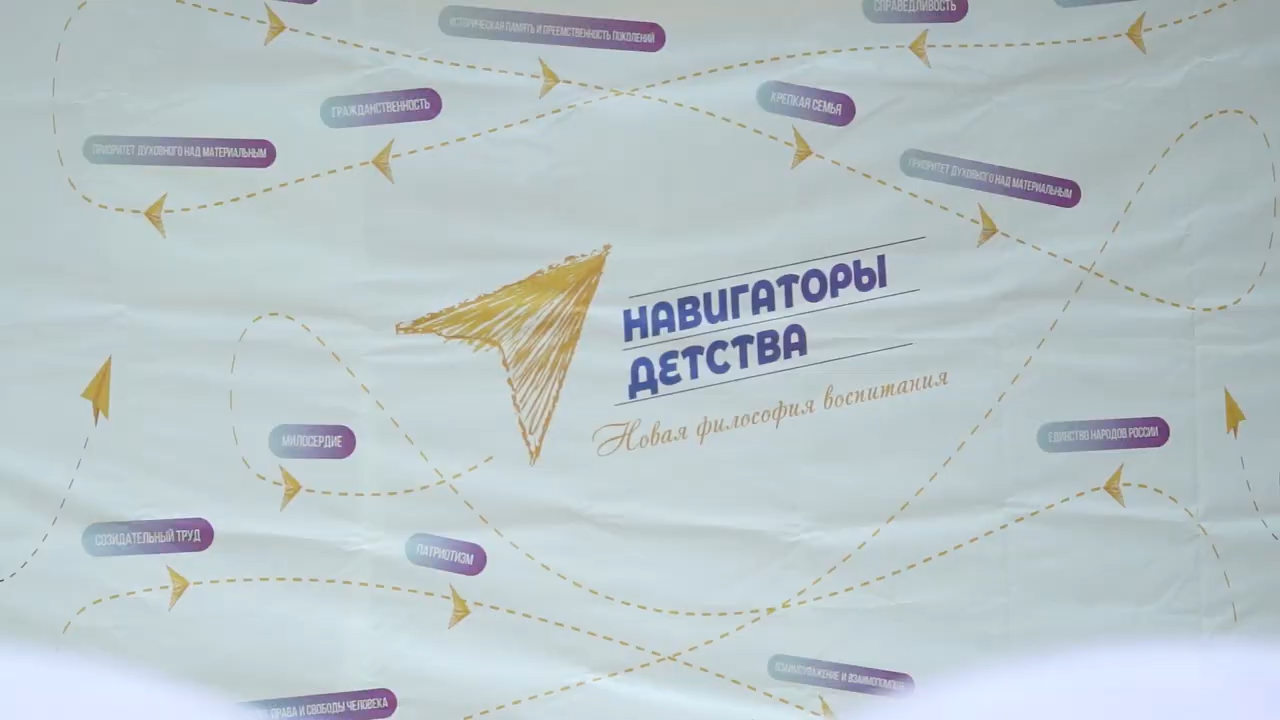 ИСТОРИЧЕСКАЯ ПАМЯТЬ И ПРЕЕМСТВЕННОСТЬ ПОКОЛЕНИЙ
СПРАВЕДЛИВОСТЬ
ГРАЖДАНСТВЕННОСТЬ
КРЕПКАЯ СЕМЬЯ
ПРИОРИТЕТ ДУХОВНОГО НАД МАТЕРИАЛЬНЫМ
ПРИОРИТЕТ ДУХОВНОГО НАД МАТЕРИАЛЬНЫМ
НАВИГАТОРЫ
ДЕТСТВА
Новая философия воспитания
МИЛОСЕРДИЕ
ЕДИНСТВО НАРОДОВ РОССИИ
СОЗИДАТЕЛЬНЫЙ ТРУД
ПАТРИОТИЗМ
ВЗАИМОУВАЖЕНИЕ И ВЗАИМОПОМОЩЬ
ПРАВА И СВОБОДЫ ЧЕЛОВЕКА